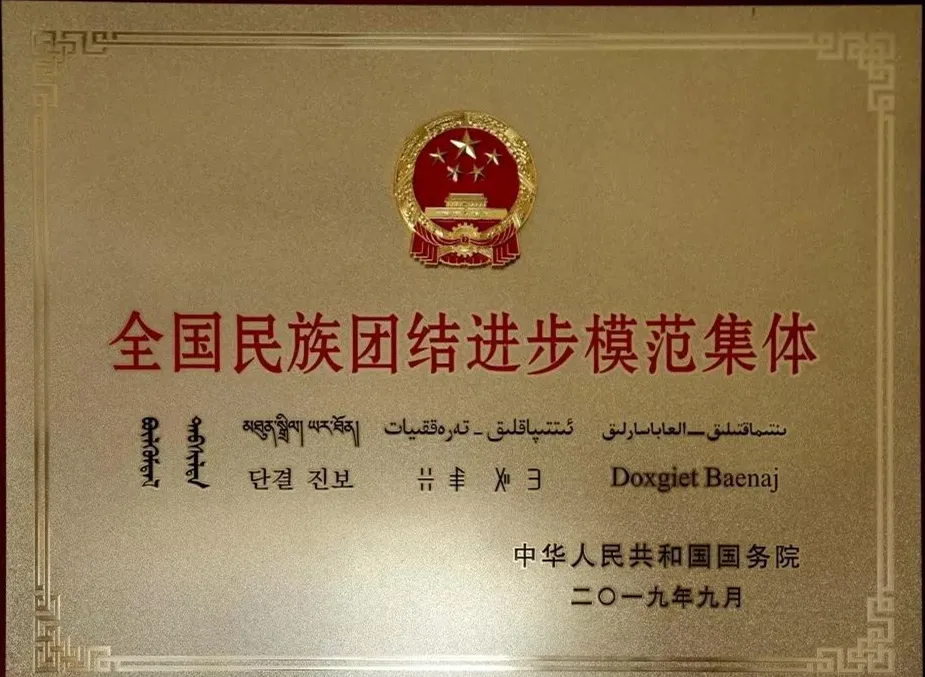 全国民族团结进步模范集体
མཐུན་སྒྲིལ། ཡར་ཐོན།
ئىتتىپاقلىق ـ تەرەققىيات
ىنتىماقتىلىق — العاباسارلىق
단결 진보
Doxgiet Baenaj
中华人民共和国国务院
二〇一九年九月